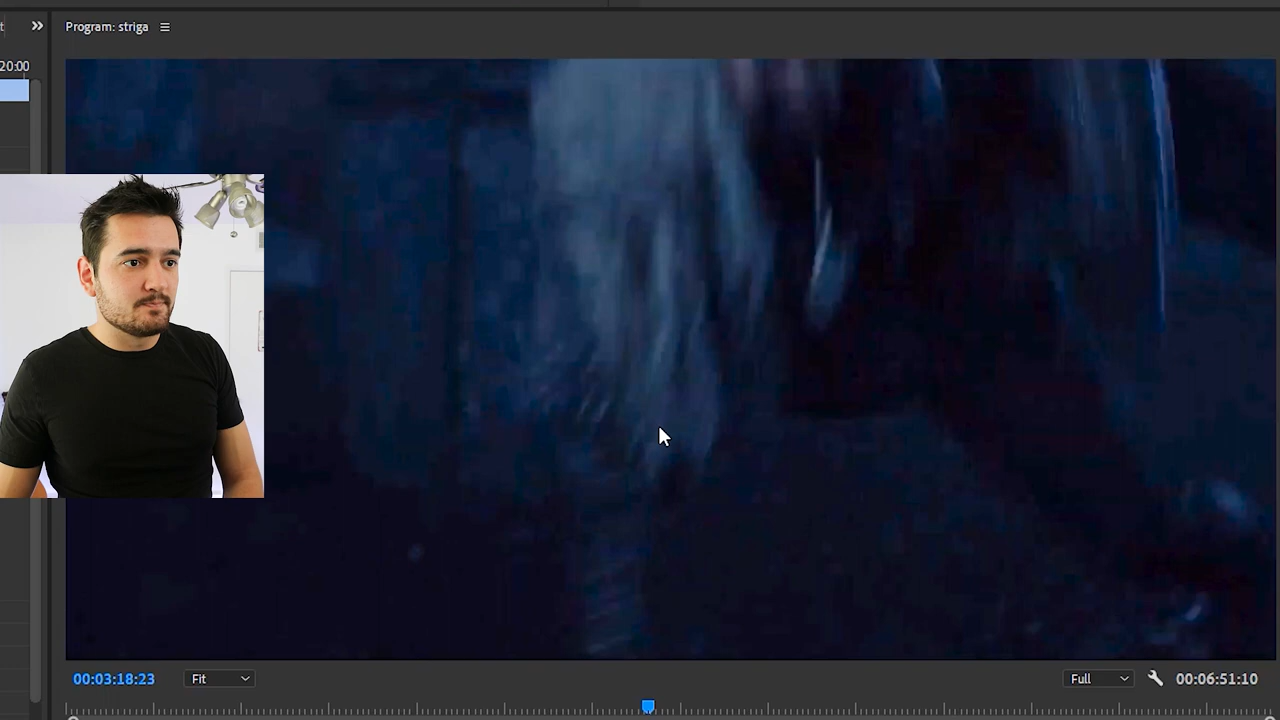 Program: striga
20:00
00:03:18:23
Fit
Full
00:06:51:10